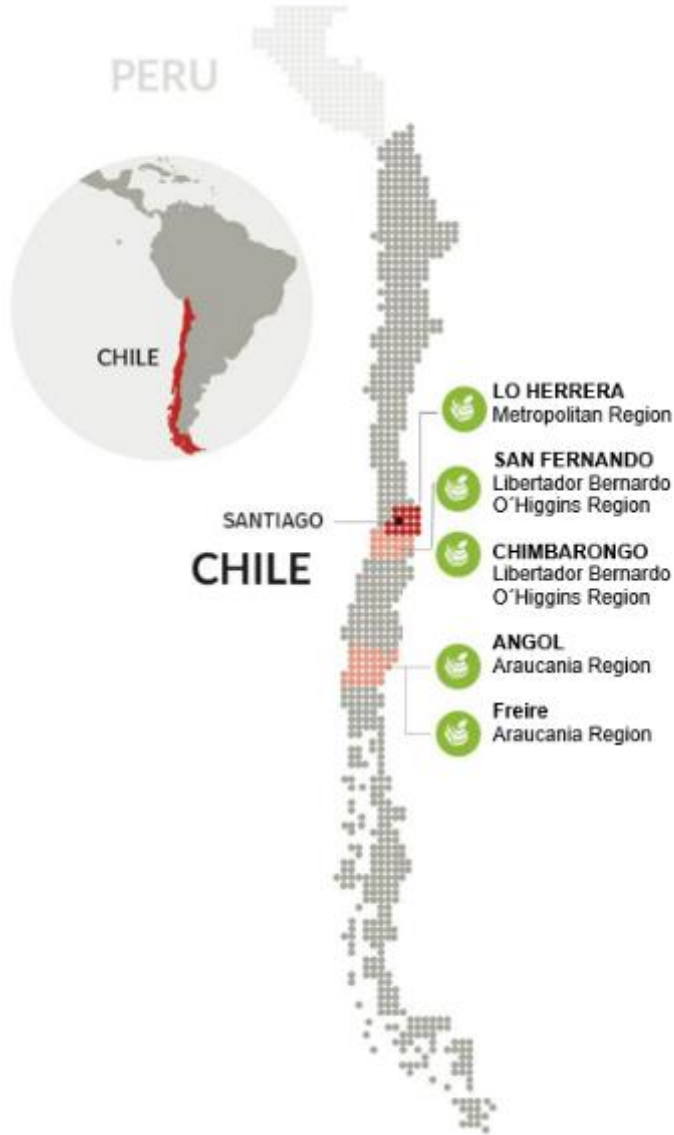 PERU
CHILE
LO HERRERA
Metropolitan Region
SAN FERNANDO
Libertador Bernardo
O´Higgins Region
SANTIAGO
CHILE
CHIMBARONGO
Libertador Bernardo
O´Higgins Region
ANGOL
Araucania Region
Freire
Araucania Region